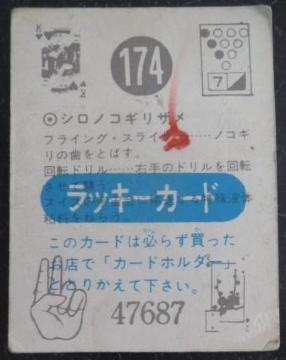 K
174
7
シロノコギリザメ
フライング・スライサー……ノコギ
リの歯をとばす。
回転ドリル……右手のドリルを回転
ラッキーカード
このカードは必らず買った
お店で「カードホルダー」
ととりかえて下さい。
47687